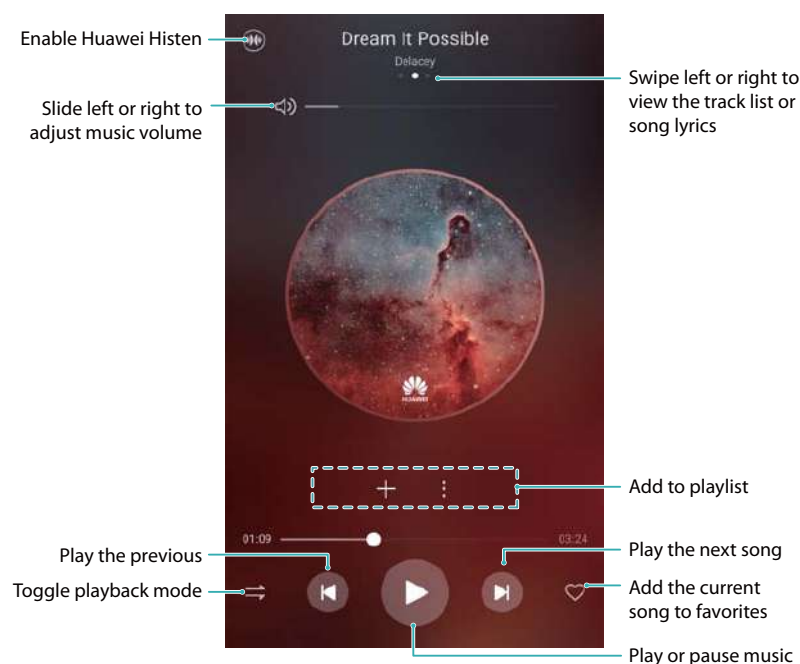 Enable Huawei Histen
Dream It Possible
Delacey
Swipe left or right to
view the track list or
song lyrics
Slide left or right to
adjust music volume
HUAWEI
Add to playlist
01:09
03:24
Play the previous
Play the next song
Toggle playback mode
Add the current
song to favorites
Play or pause music